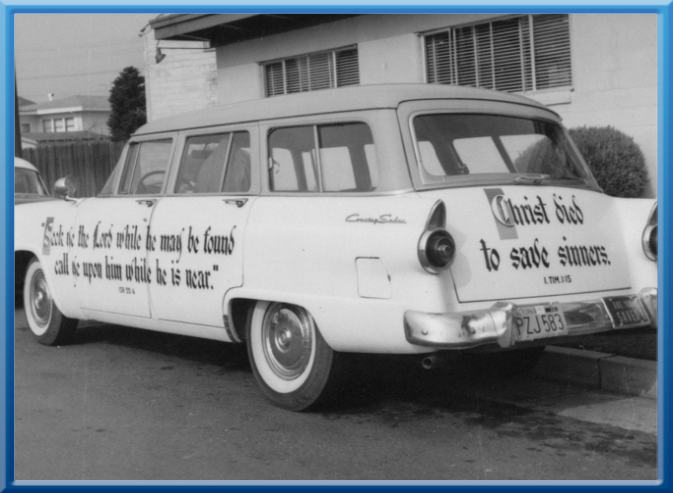 "Seek ye the Lord while he may be found
call ye upon him while he is near."
Country Sedan
Christ died
to save sinners.
I. TIM. 1:15
PZJ 583